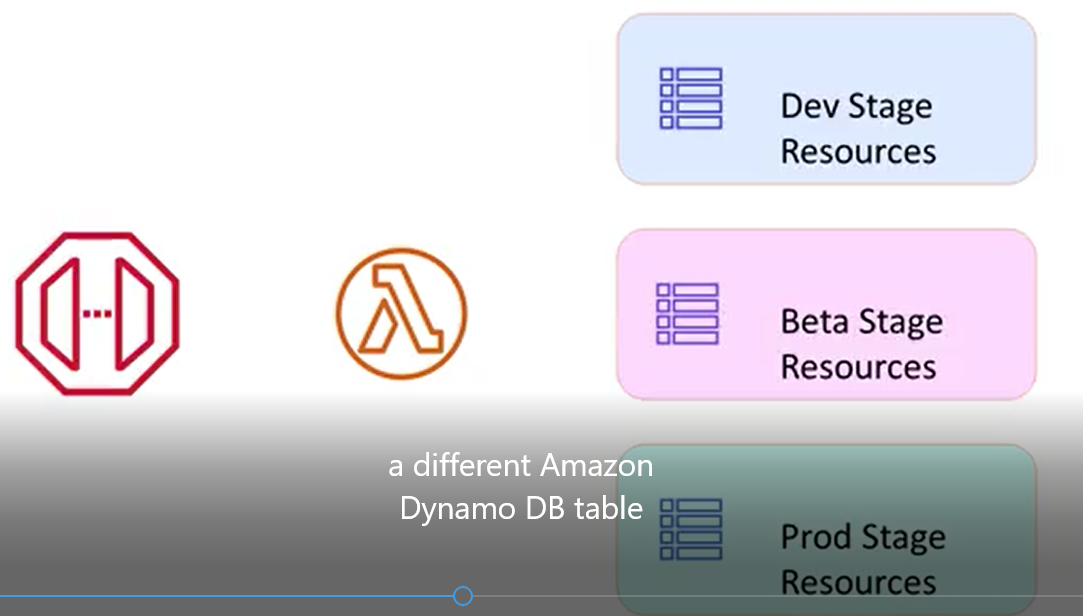 Dev Stage
Resources
Beta Stage
Resources
a different Amazon
Dynamo DB table
Prod Stage
Resources